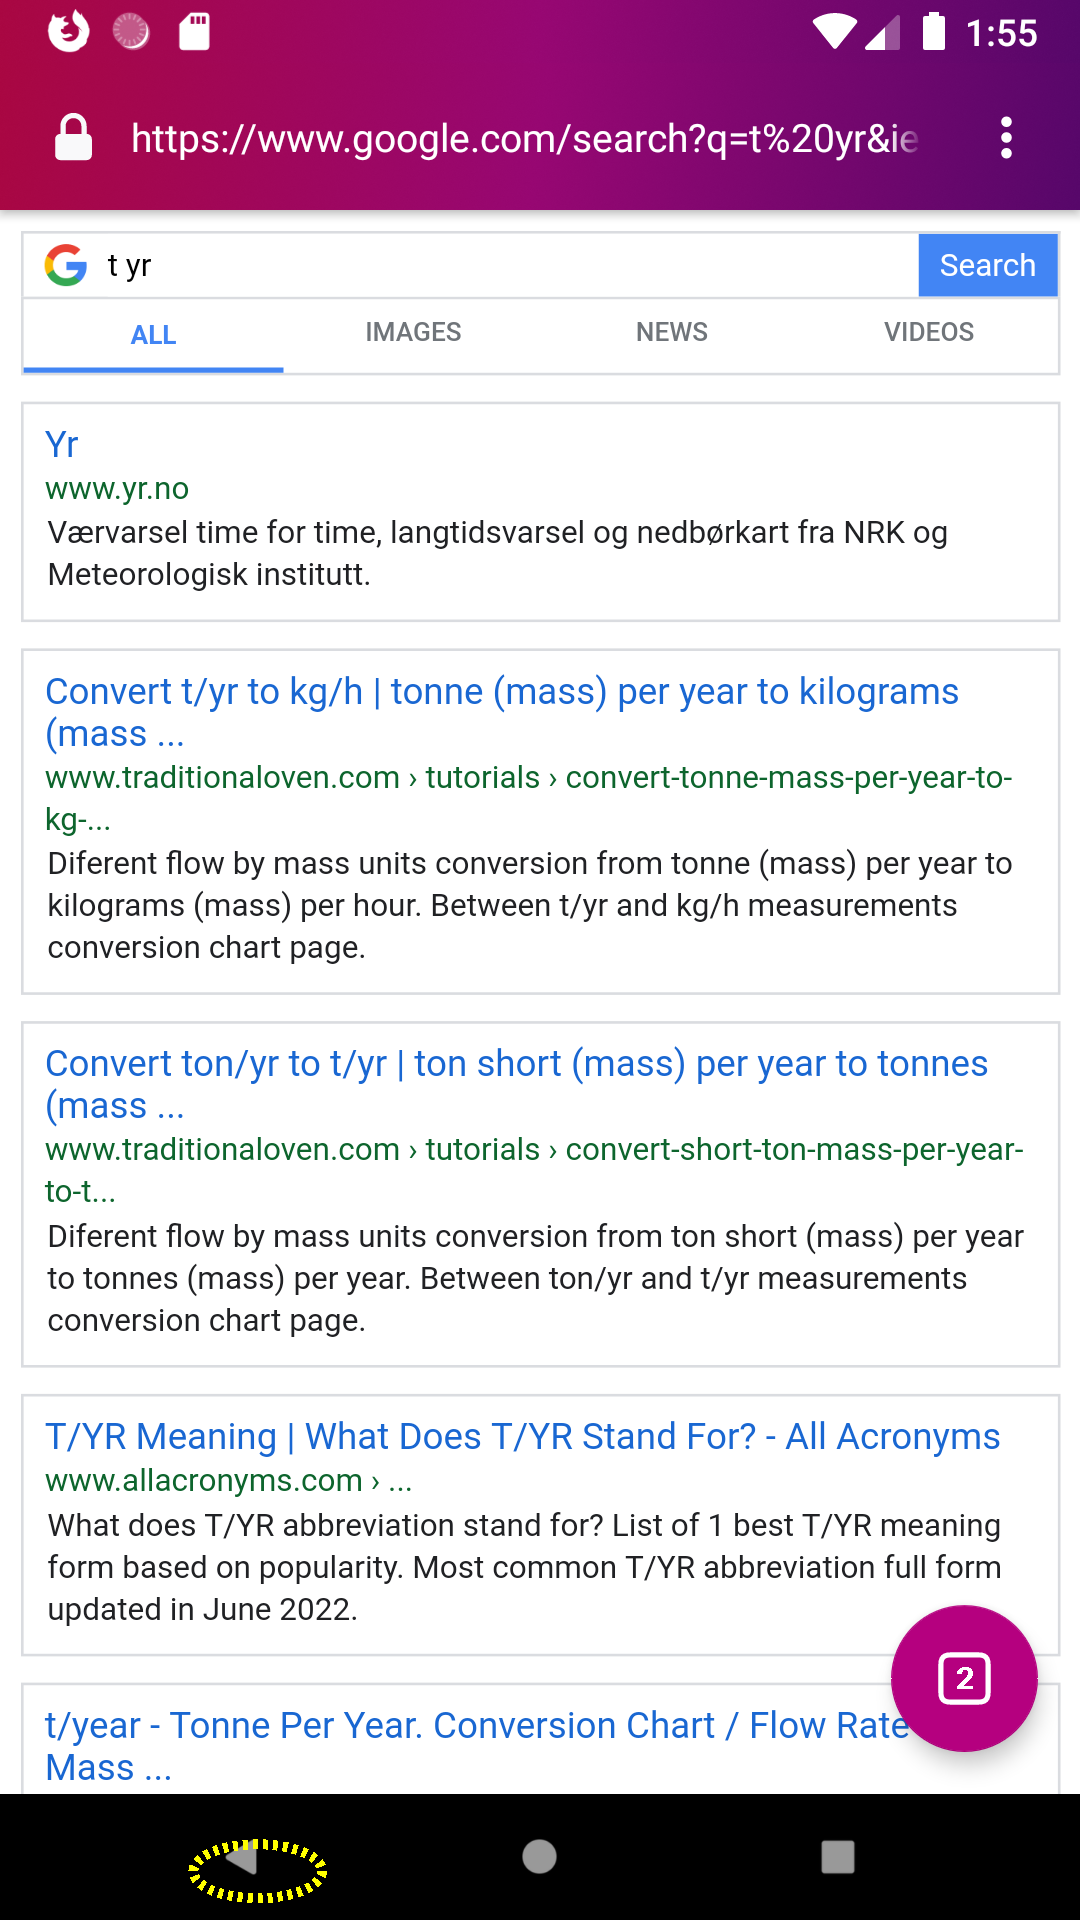 1:55
https://www.google.com/search?q=t%20yr&ie
t yr
Search
ALL
IMAGES
NEWS
VIDEOS
Yr
www.yr.no
Værvarsel time for time, langtidsvarsel og nedbørkart fra NRK og
Meteorologisk institutt.
Convert t/yr to kg/h | tonne (mass) per year to kilograms
(mass ...
www.traditionaloven.com › tutorials › convert-tonne-mass-per-year-to-
kg-...
Diferent flow by mass units conversion from tonne (mass) per year to
kilograms (mass) per hour. Between t/yr and kg/h measurements
conversion chart page.
Convert ton/yr to t/yr | ton short (mass) per year to tonnes
(mass ...
www.traditionaloven.com › tutorials › convert-short-ton-mass-per-year-
to-t...
Diferent flow by mass units conversion from ton short (mass) per year
to tonnes (mass) per year. Between ton/yr and t/yr measurements
conversion chart page.
T/YR Meaning | What Does T/YR Stand For? - All Acronyms
www.allacronyms.com › ...
What does T/YR abbreviation stand for? List of 1 best T/YR meaning
form based on popularity. Most common T/YR abbreviation full form
updated in June 2022.
2
t/year - Tonne Per Year. Conversion Chart / Flow Rate
Mass ...